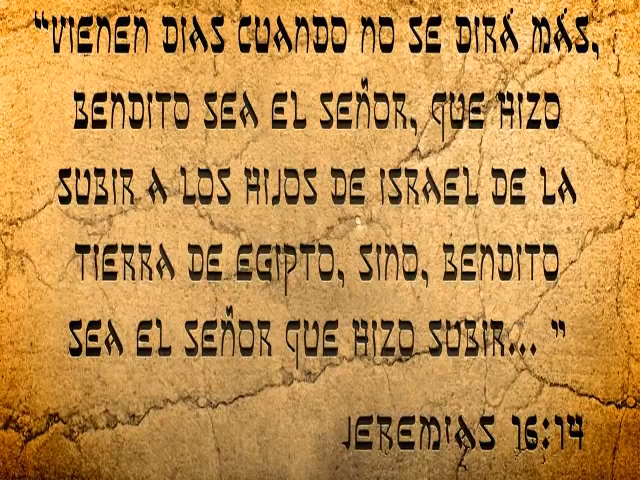 “VIENEN DIAS CUANDO NO SE DIRÁ MÁS,
BENDITO SEA EL SEÑOR, QUE HIZO
SUBIR A LOS HIJOS DE ISRAEL DE LA
TIERRA DE EGIPTO, SINO, BENDITO
SEA EL SEÑOR QUE HIZO SUBIR... ”
JEREMIAS 16:14